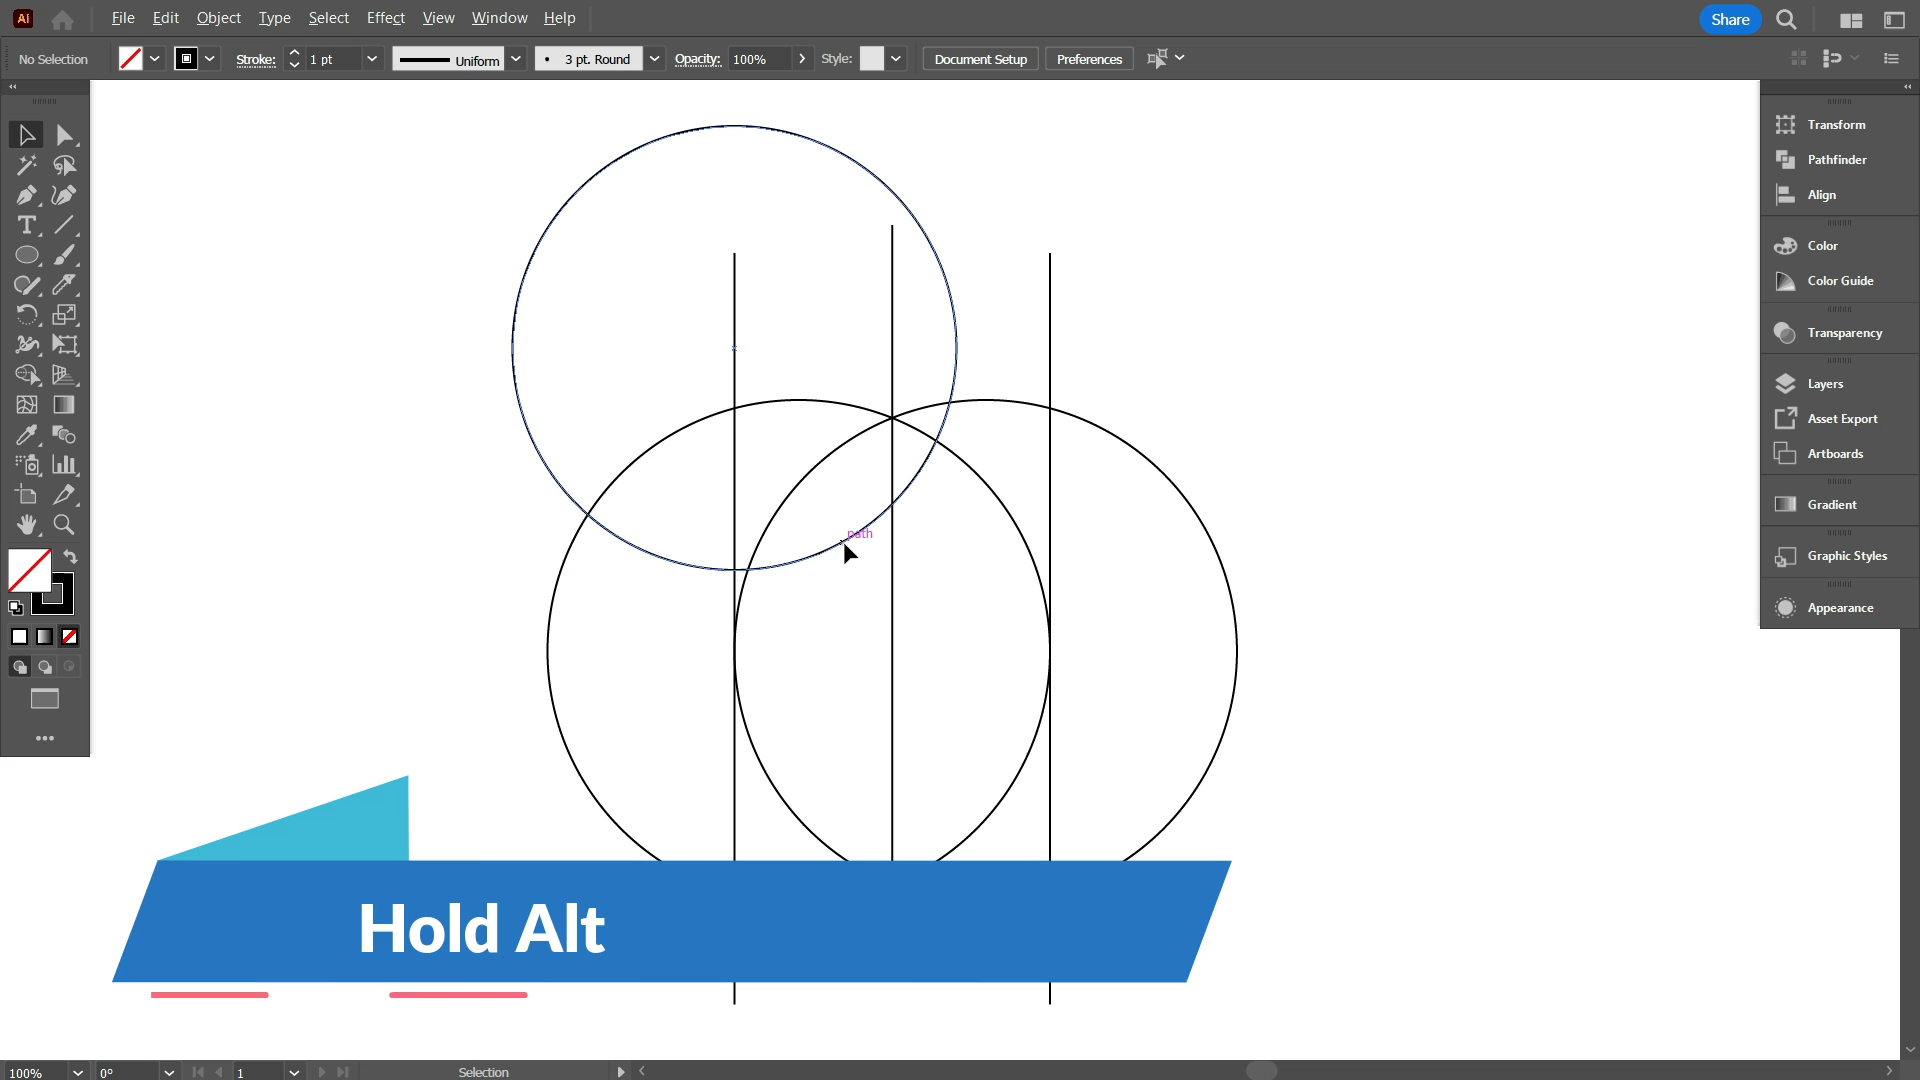 Ai
File Edit Object Type Select Effect View Window Help
Share
No Selection
Stroke:
1 pt
Uniform
3 pt. Round
Opacity:
100%
Style:
Document Setup
Preferences
Transform
Pathfinder
Align
Color
Color Guide
Transparency
Layers
Asset Export
Artboards
Gradient
Graphic Styles
Appearance
path
Hold Alt
100%
0°
1
Selection